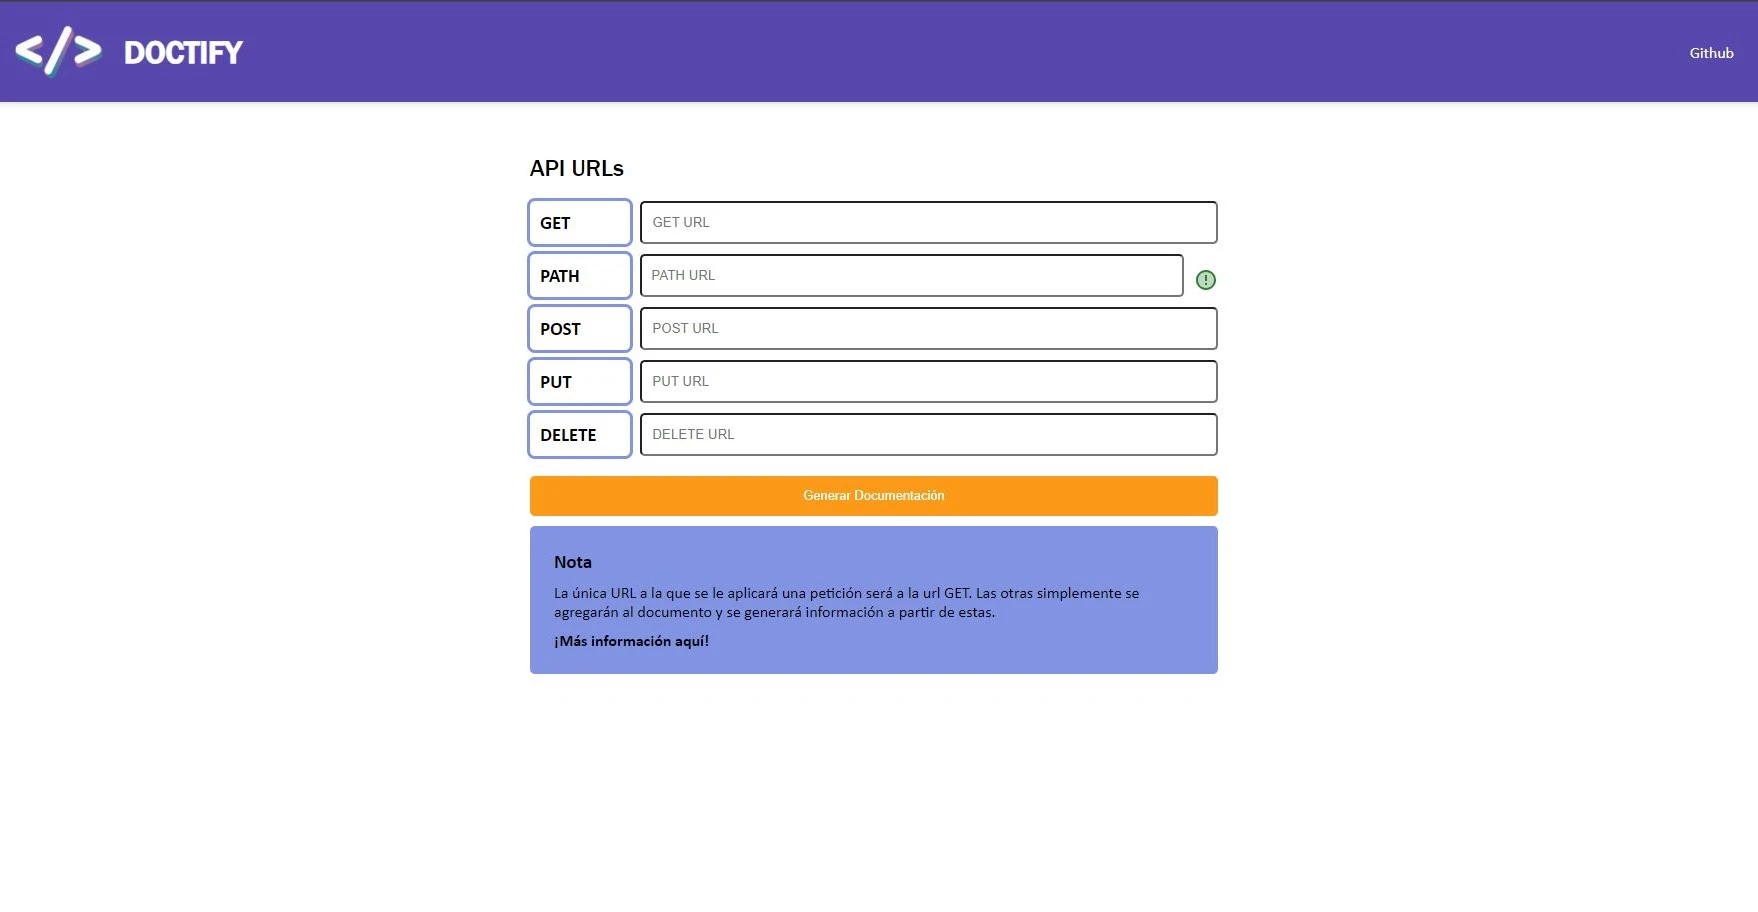 </> DOCTIFY
Github
API URLs
GET
GET URL
PATH
PATH URL
!
POST
POST URL
PUT
PUT URL
DELETE
DELETE URL
Generar Documentación
Nota
La única URL a la que se le aplicará una petición será a la url GET. Las otras simplemente se
agregarán al documento y se generará información a partir de estas.
¡Más información aquí!